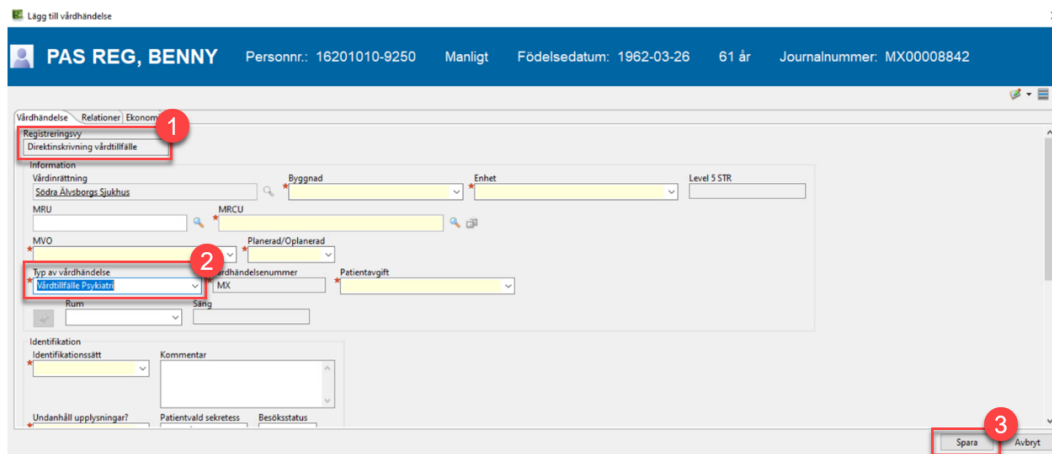 Lägg till vårdhändelse
PAS REG, BENNY Personnr.: 16201010-9250 Manligt Födelsedatum: 1962-03-26 61 år Journalnummer: MX00008842
Vårdhändelse Relationer Ekonom
1
Registreringsvy
Direktinskrivning vårdtillfälle
Information
Vårdinrättning Byggnad Enhet Level 5 STR
Södra Älvsborgs Sjukhus * *
MRU MRCU
*
MVO Planerad/Oplanerad
* *
2
Typ av vårdhändelse årdhändelsenummer Patientavgift
* Vårdtillfälle Psykiatri * MX *
Rum Säng
Identifikation
Identifikationssätt Kommentar
*
Undanhåll upplysningar? Patientvald sekretess Besöksstatus
*
3
Spara Avbryt